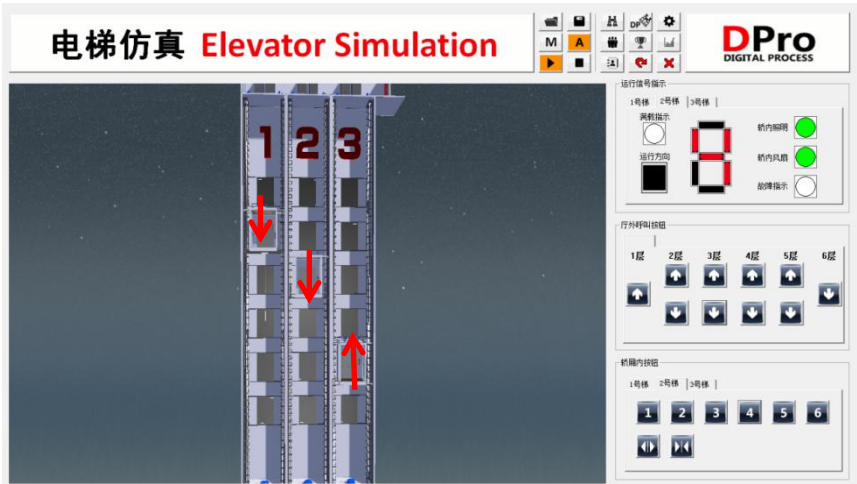 电梯仿真 Elevator Simulation
DP
M A
DPro
DIGITAL PROCESS
1 2 3
运行信号指示
1号梯 2号梯 3号梯
满载指示
轿内照明
运行方向
轿内风扇
故障指示
厅外呼叫按钮
1层 2层 3层 4层 5层 6层
轿厢内按钮
1号梯 2号梯 3号梯
1 2 3 4 5 6